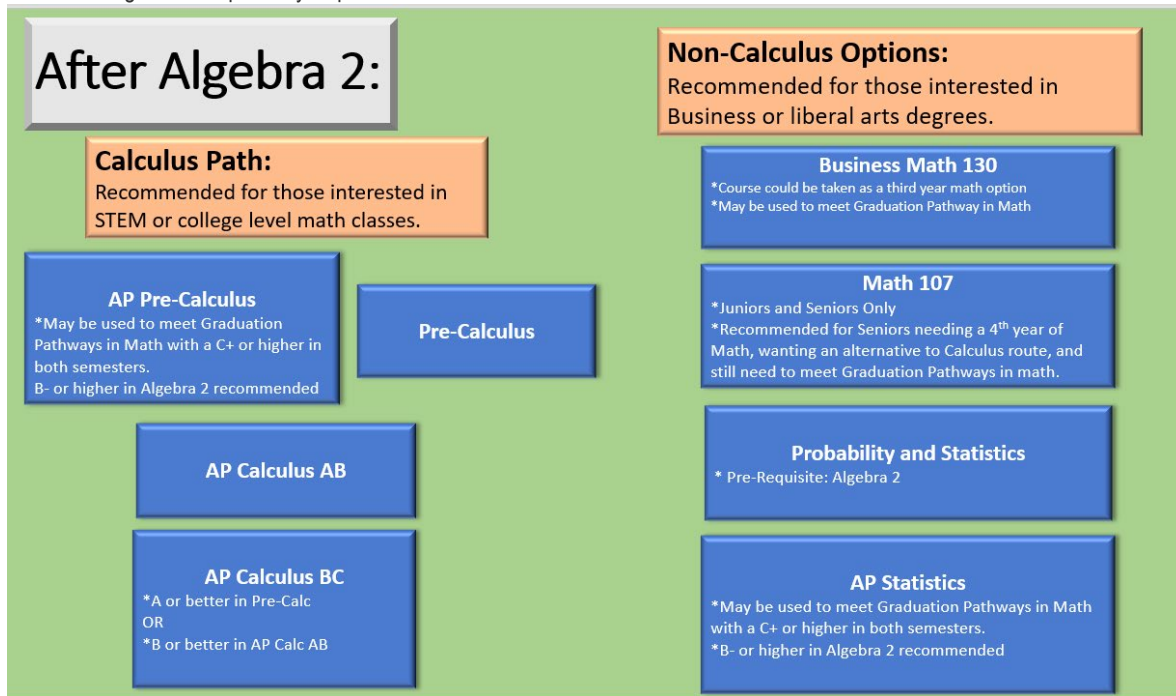 After Algebra 2:
Calculus Path:
Recommended for those interested in
STEM or college level math classes.
AP Pre-Calculus
*May be used to meet Graduation
Pathways in Math with a C+ or higher in
both semesters.
B- or higher in Algebra 2 recommended
Pre-Calculus
AP Calculus AB
AP Calculus BC
*A or better in Pre-Calc
OR
*B or better in AP Calc AB
Non-Calculus Options:
Recommended for those interested in
Business or liberal arts degrees.
Business Math 130
*Course could be taken as a third year math option
*May be used to meet Graduation Pathway in Math
Math 107
*Juniors and Seniors Only
*Recommended for Seniors needing a 4th year of
Math, wanting an alternative to Calculus route, and
still need to meet Graduation Pathways in math.
Probability and Statistics
* Pre-Requisite: Algebra 2
AP Statistics
*May be used to meet Graduation Pathways in Math
with a C+ or higher in both semesters.
*B- or higher in Algebra 2 recommended